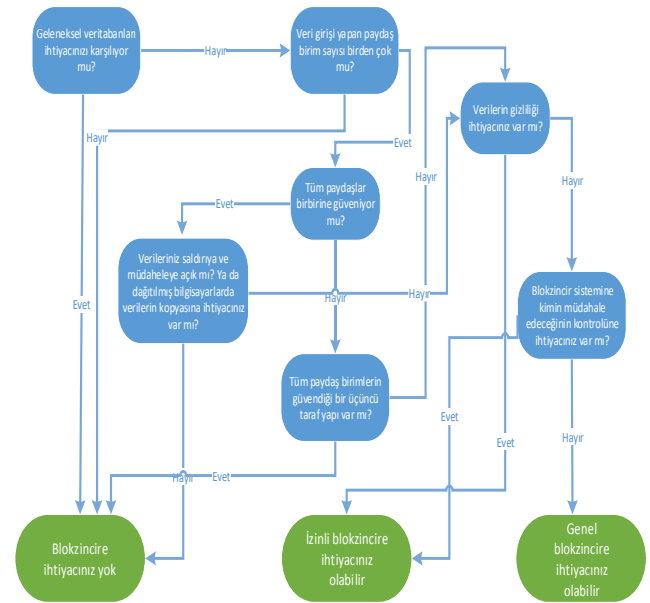 Geleneksel veritabanları
ihtiyacınızı karşılıyor
mu?
Hayır
Veri girişi yapan paydaş
birim sayısı birden çok
mu?
Verilerin gizliliği
ihtiyacınız var mı?
Hayır
Evet
Hayır
Hayır
Tüm paydaşlar
birbirine güveniyor
mu?
Evet
Verileriniz saldırıya ve
müdaheleye açık mı? Ya da
dağıtılmış bilgisayarlarda
verilerin kopyasına ihtiyacınız
var mı?
Evet
Hayır
Hayır
Blokzincir sistemine
kimin müdahale
edeceğinin kontrolüne
ihtiyacınız var mı?
Tüm paydaş birimlerin
güvendiği bir üçüncü
taraf yapı var mı?
Evet
Evet
Hayır
Hayır
Evet
Blokzincire
ihtiyacınız yok
İzinli blokzincire
ihtiyacınız
olabilir
Genel
blokzincire
ihtiyacınız
olabilir